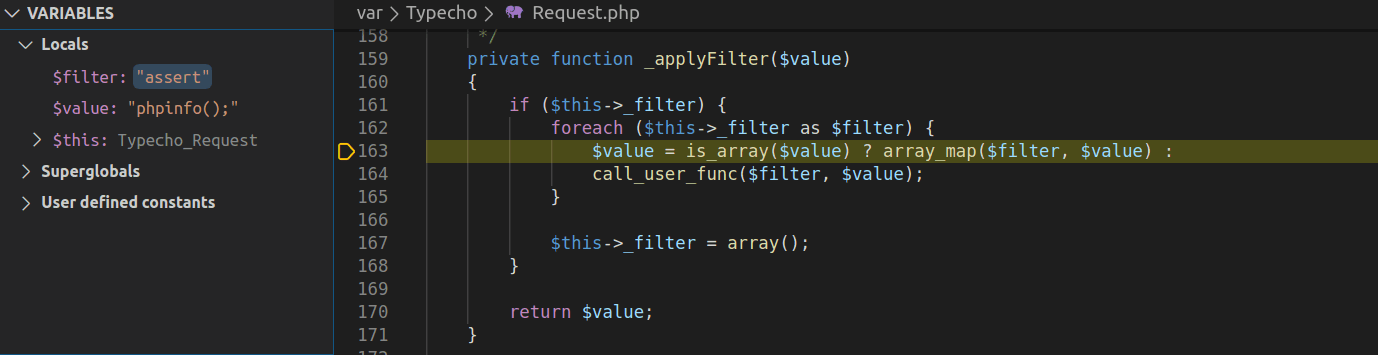 VARIABLES
Locals
$filter: "assert"
$value: "phpinfo();"
$this: Typecho_Request
Superglobals
User defined constants
var > Typecho > Request.php
158 */
159 private function _applyFilter($value)
160 {
161 if ($this->_filter) {
162 foreach ($this->_filter as $filter) {
163 $value = is_array($value) ? array_map($filter, $value) :
164 call_user_func($filter, $value);
165 }
166
167 $this->_filter = array();
168 }
169
170 return $value;
171 }